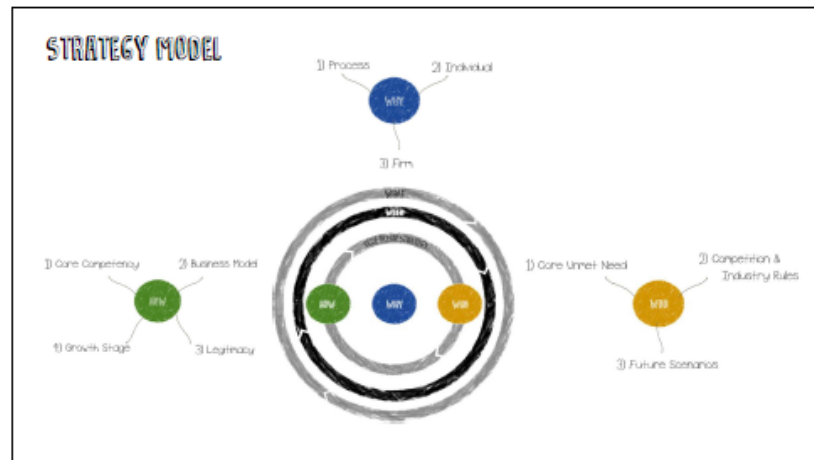 STRATEGY MODEL
1) Process
2) Individual
WHY
3) Firm
WHAT
WHO
1) Core Competency
2) Business Model
HOW
4) Growth Stage
3) Legitimacy
HOW
WHY
WHO
1) Core Unmet Need
2) Competition &
Industry Rules
WHO
3) Future Scenarios